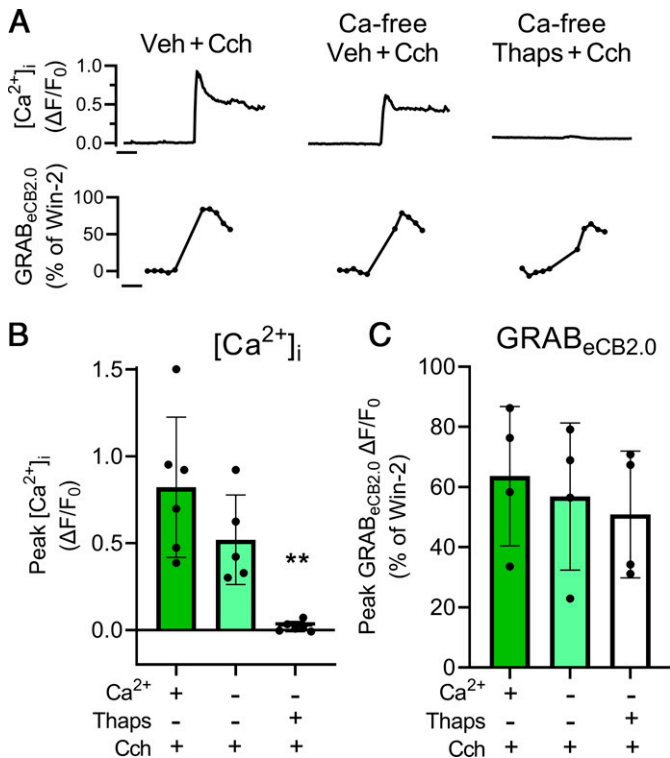 A
Veh + Cch
Ca-free
Veh + Cch
Ca-free
Thaps + Cch
[Ca²⁺]ᵢ
(ΔF/F₀)
1.0
0.5
0.0
GRABeCB2.0
(% of Win-2)
100
50
0
B
[Ca²⁺]ᵢ
Peak [Ca²⁺]ᵢ
(ΔF/F₀)
1.5
1.0
0.5
0.0
**
Ca²⁺ + - -
Thaps - - +
Cch + + +
C
GRABeCB2.0
Peak GRABeCB2.0 ΔF/F₀
(% of Win-2)
100
80
60
40
20
0
Ca²⁺ + - -
Thaps - - +
Cch + + +